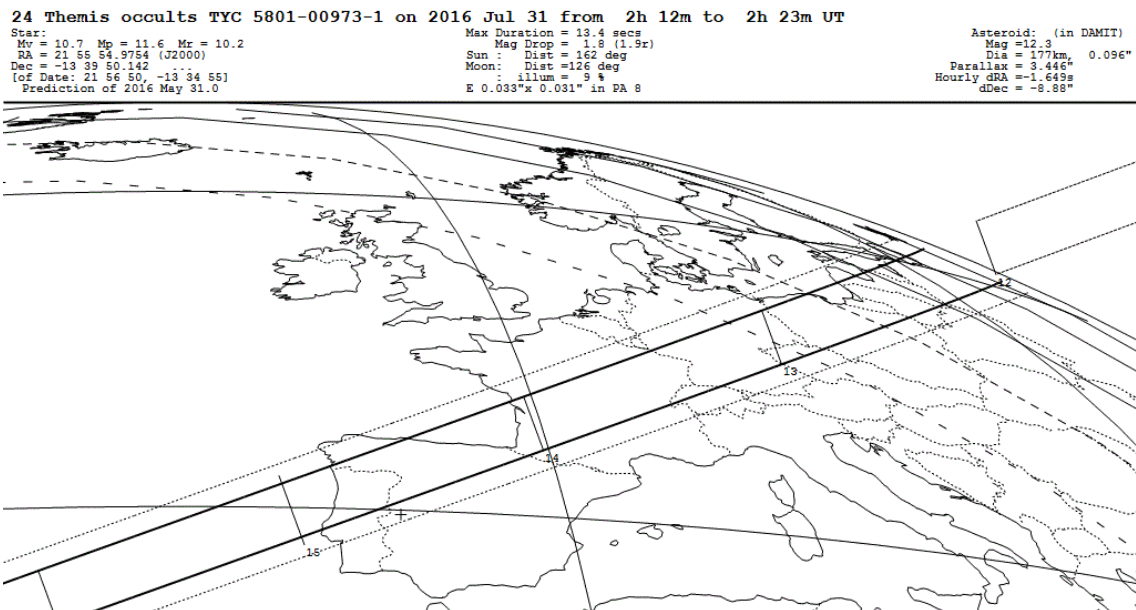 24 Themis occults TYC 5801-00973-1 on 2016 Jul 31 from  2h 12m to  2h 23m UT
Star:
Mv = 10.7  Mp = 11.6  Mr = 10.2
RA = 21 55 54.9754 (J2000)
Dec = -13 39 50.142   ...
[of Date: 21 56 50, -13 34 55]
Prediction of 2016 May 31.0
Max Duration = 13.4 secs
Mag Drop =  1.8 (1.9r)
Sun :   Dist = 162 deg
Moon:   Dist =126 deg
:  illum =  9 %
E 0.033"x 0.031" in PA 8
Asteroid:  (in DAMIT)
Mag =12.3
Dia = 177km,  0.096"
Parallax = 3.446"
Hourly dRA =-1.649s
dDec = -8.88"
12
13
14
15